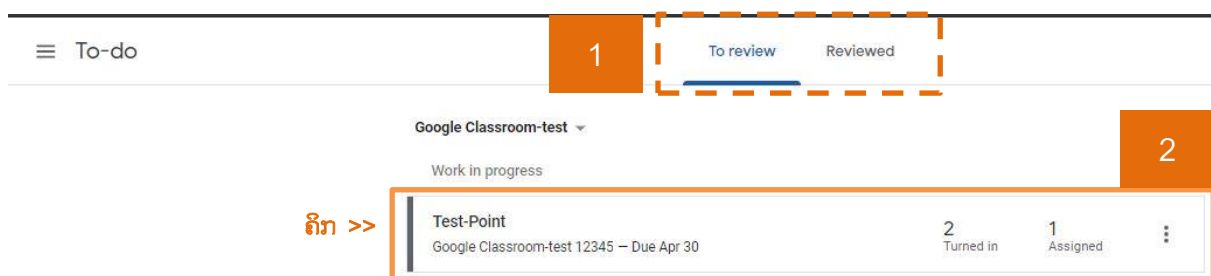 To-do
1
To review Reviewed
Google Classroom-test
2
Work in progress
ຄິກ >>
Test-Point
Google Classroom-test 12345 — Due Apr 30
2
Turned in
1
Assigned